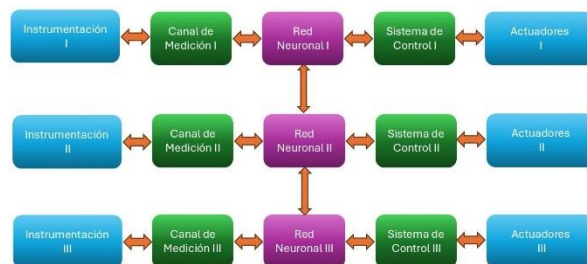 Instrumentación
I
Canal de
Medición I
Red
Neuronal I
Sistema de
Control I
Actuadores
I
Instrumentación
II
Canal de
Medición II
Red
Neuronal II
Sistema de
Control II
Actuadores
II
Instrumentación
III
Canal de
Medición III
Red
Neuronal III
Sistema de
Control III
Actuadores
III